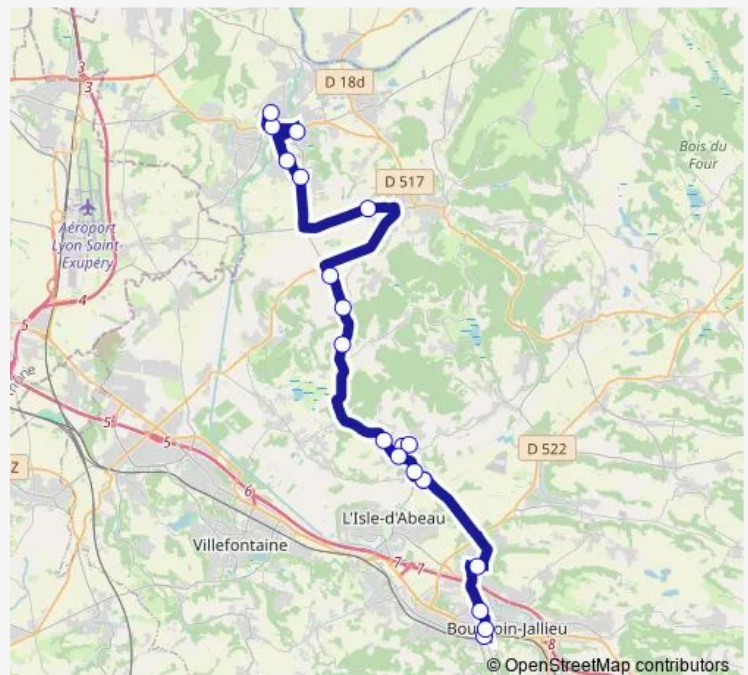 3
3
D 18d
Bois du
Four
D 517
Aéroport
Lyon Saint-
Exupéry
4
5
5
5
6
Z
D 522
L'Isle-d'Abeau
Villefontaine
7
7
Bourgoin-Jallieu
8
© OpenStreetMap contributors